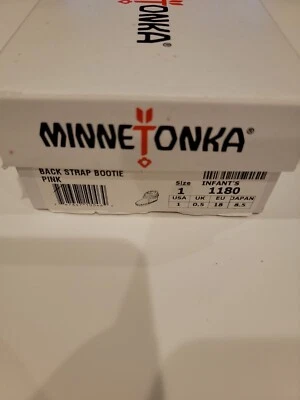 MINNETONKA®
MINNETONKA®
BACK STRAP BOOTIE
PINK
Size INFANT'S
1 1180
USA UK EU JAPAN
1 0.5 18 8.5